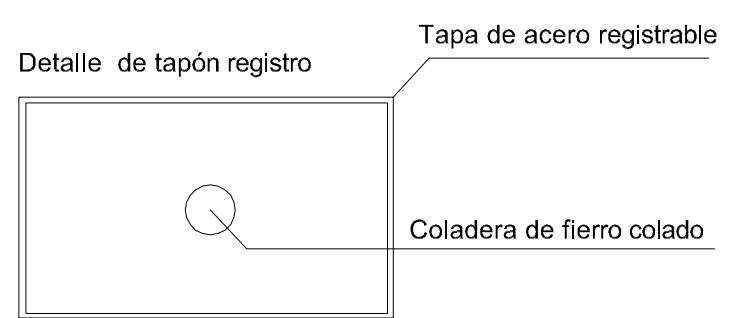 Tapa de acero registrable
Detalle de tapón registro
Coladera de fierro colado